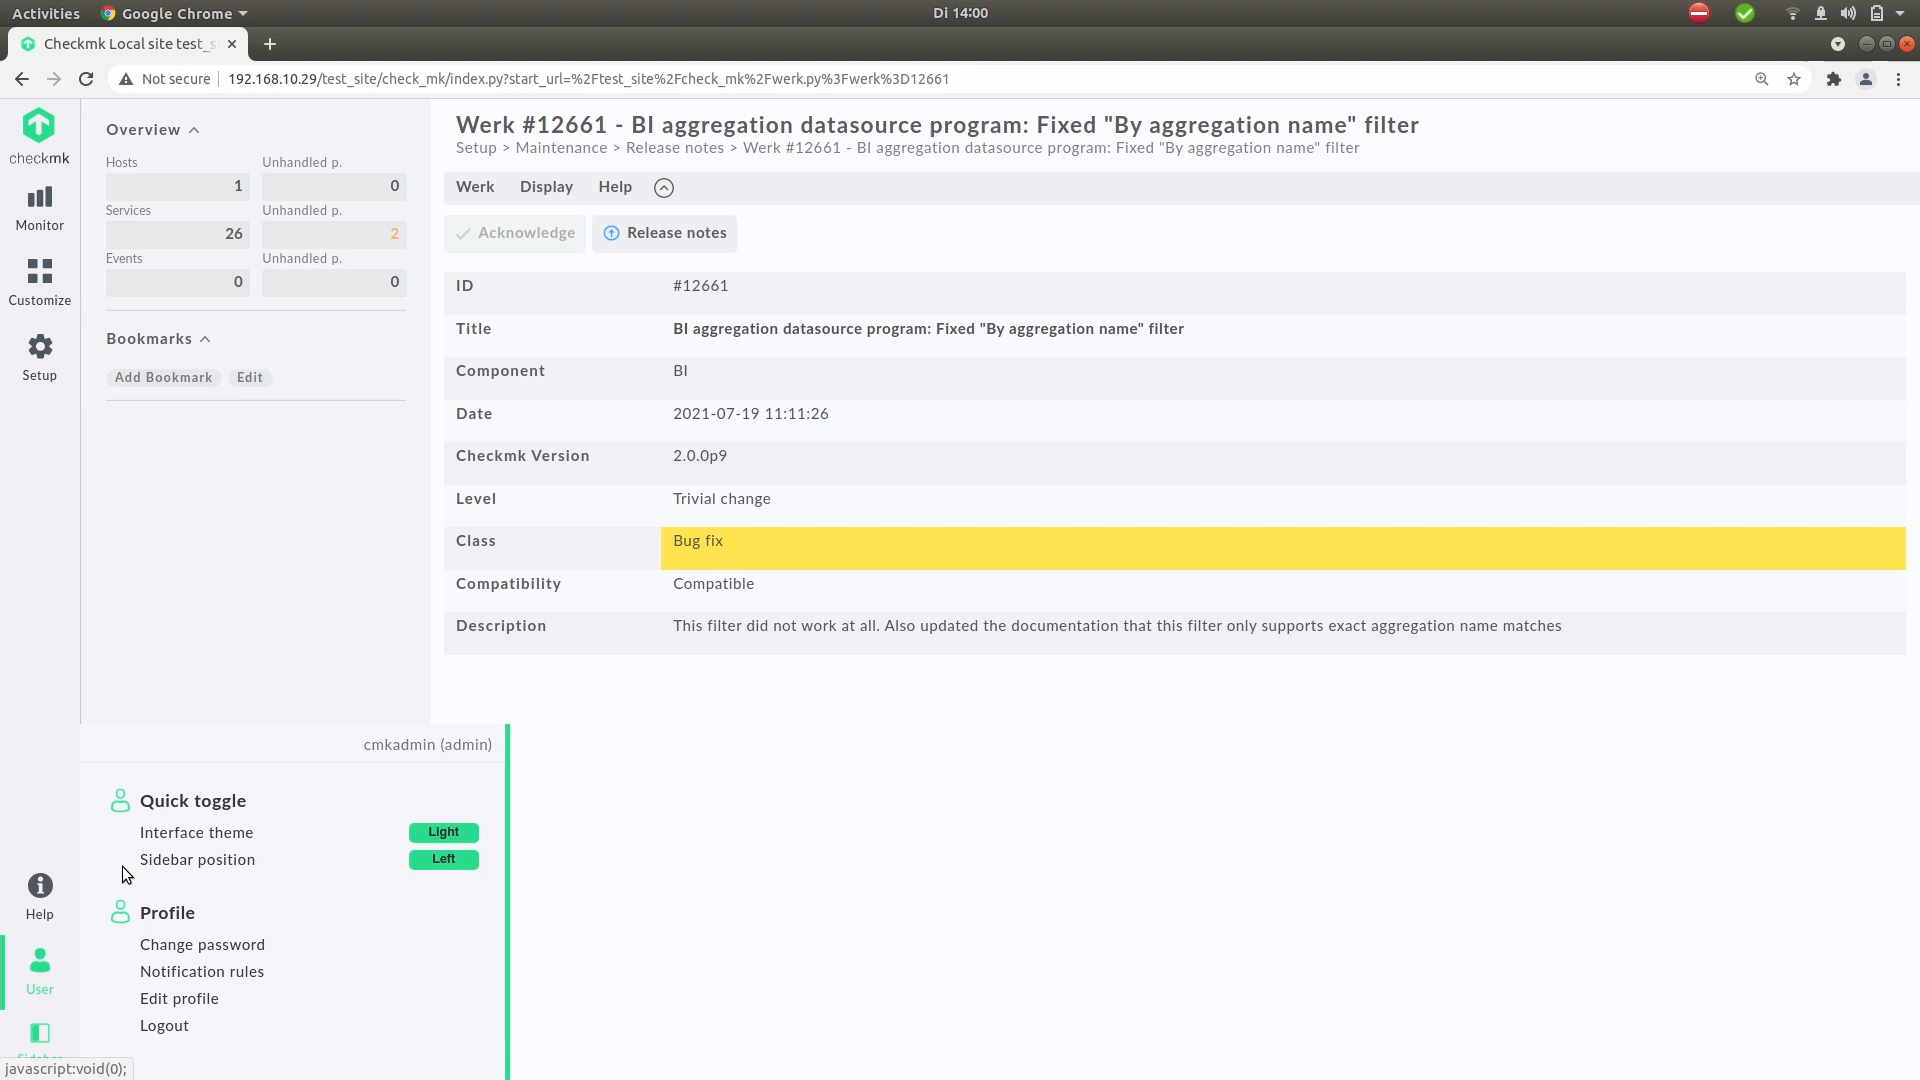 Activities
Google Chrome
Di 14:00
Checkmk Local site test_s
Not secure
192.168.10.29/test_site/check_mk/index.py?start_url=%2Ftest_site%2Fcheck_mk%2Fwerk.py%3Fwerk%3D12661
checkmk
Monitor
Customize
Setup
Overview
Hosts
Unhandled p.
1
0
Services
Unhandled p.
26
2
Events
Unhandled p.
0
0
Bookmarks
Add Bookmark
Edit
Werk #12661 - BI aggregation datasource program: Fixed "By aggregation name" filter
Setup > Maintenance > Release notes > Werk #12661 - BI aggregation datasource program: Fixed "By aggregation name" filter
Werk
Display
Help
Acknowledge
Release notes
ID
#12661
Title
BI aggregation datasource program: Fixed "By aggregation name" filter
Component
BI
Date
2021-07-19 11:11:26
Checkmk Version
2.0.0p9
Level
Trivial change
Class
Bug fix
Compatibility
Compatible
Description
This filter did not work at all. Also updated the documentation that this filter only supports exact aggregation name matches
cmkadmin (admin)
Quick toggle
Interface theme
Light
Sidebar position
Left
Profile
Change password
Notification rules
Edit profile
Logout
Help
User
javascript:void(0);